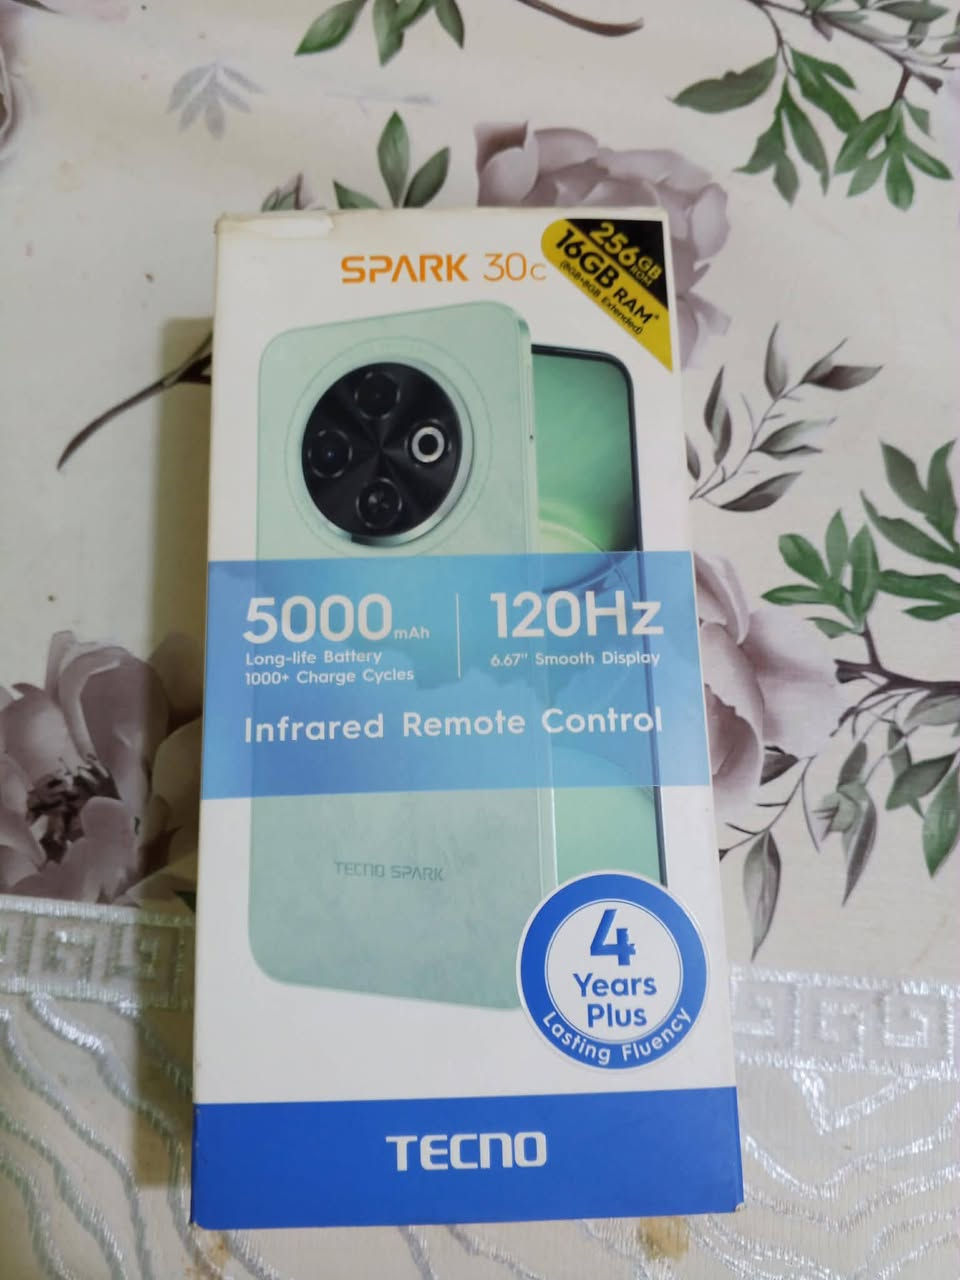 SPARK 30C
256GB ROM
16GB RAM*
(8GB+8GB Extended)
5000mAh
Long-life Battery
1000+ Charge Cycles
120Hz
6.67" Smooth Display
Infrared Remote Control
TECNO SPARK
4
Years
Plus
Lasting Fluency
TECNO